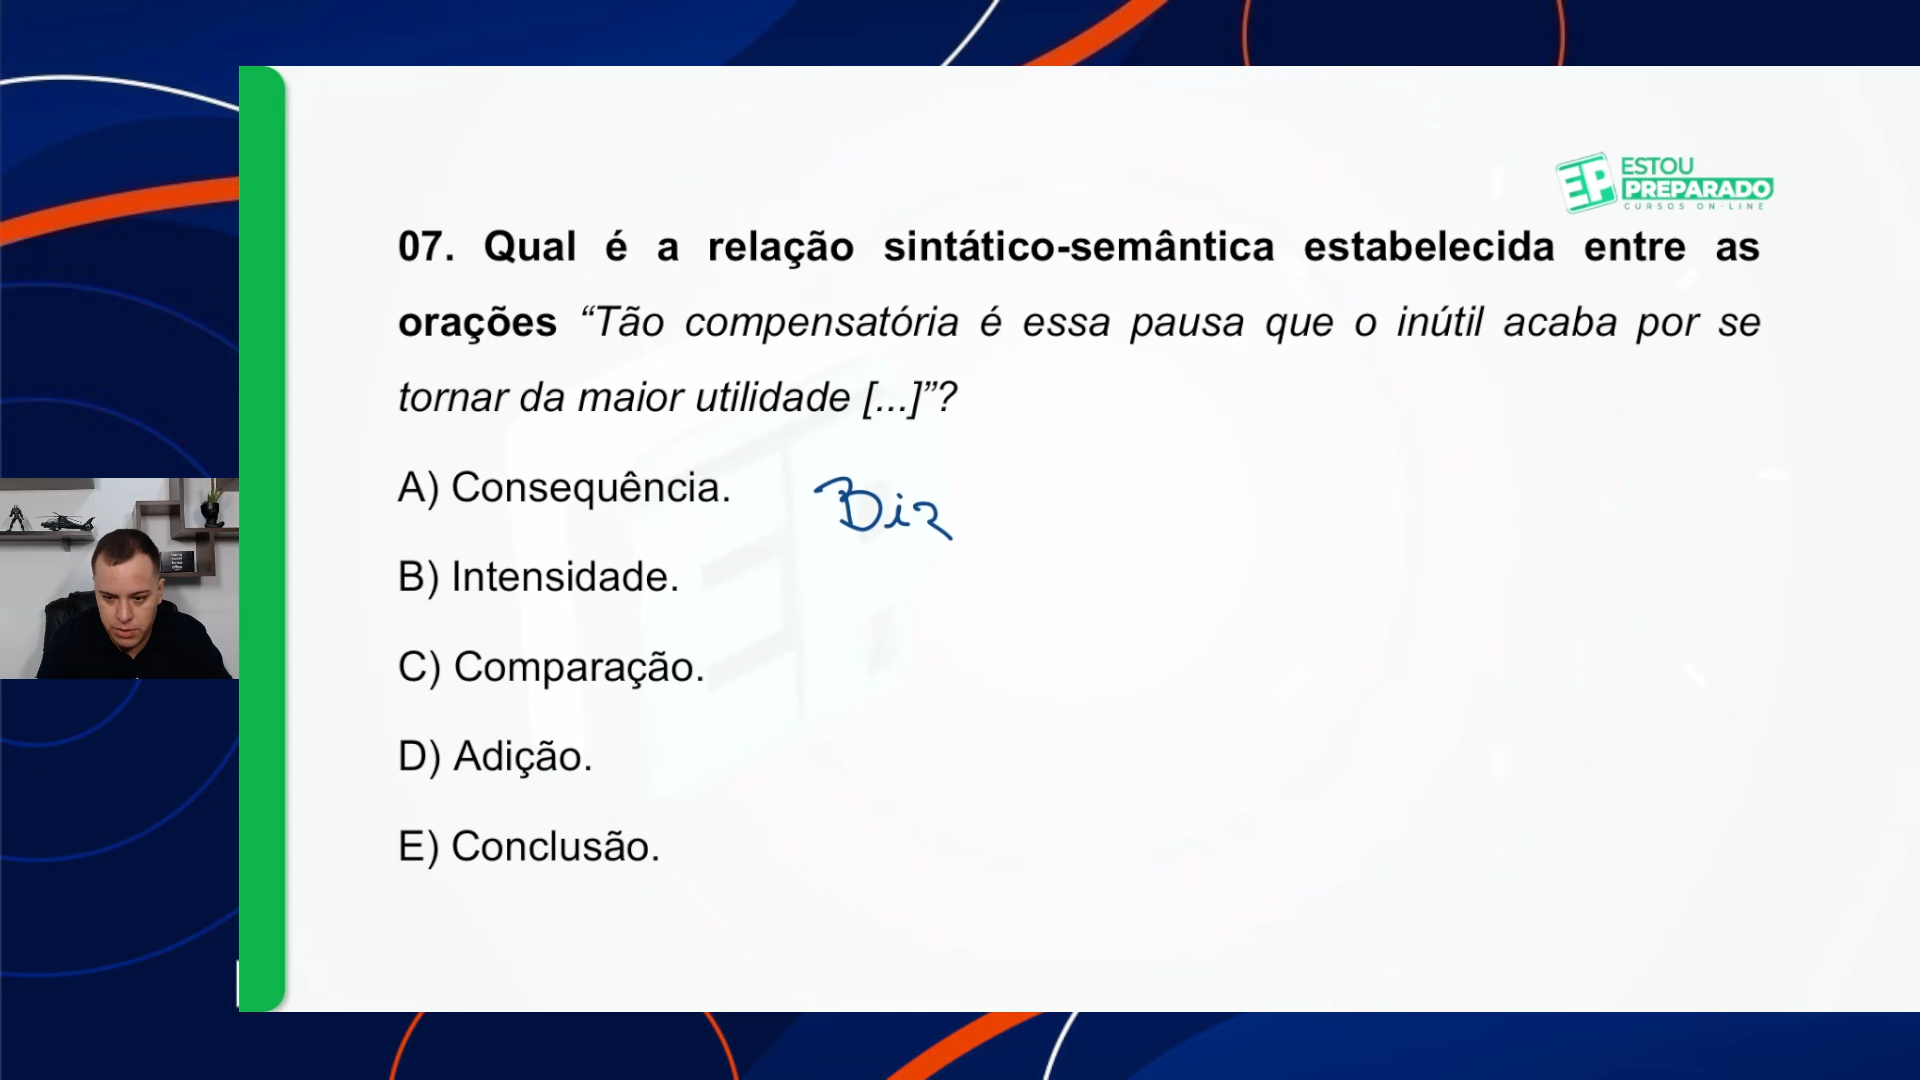 ESTOU
PREPARADO
CURSOS ON-LINE
07. Qual é a relação sintático-semântica estabelecida entre as
orações “Tão compensatória é essa pausa que o inútil acaba por se
tornar da maior utilidade [...]”?
A) Consequência.
Biz
B) Intensidade.
C) Comparação.
D) Adição.
E) Conclusão.